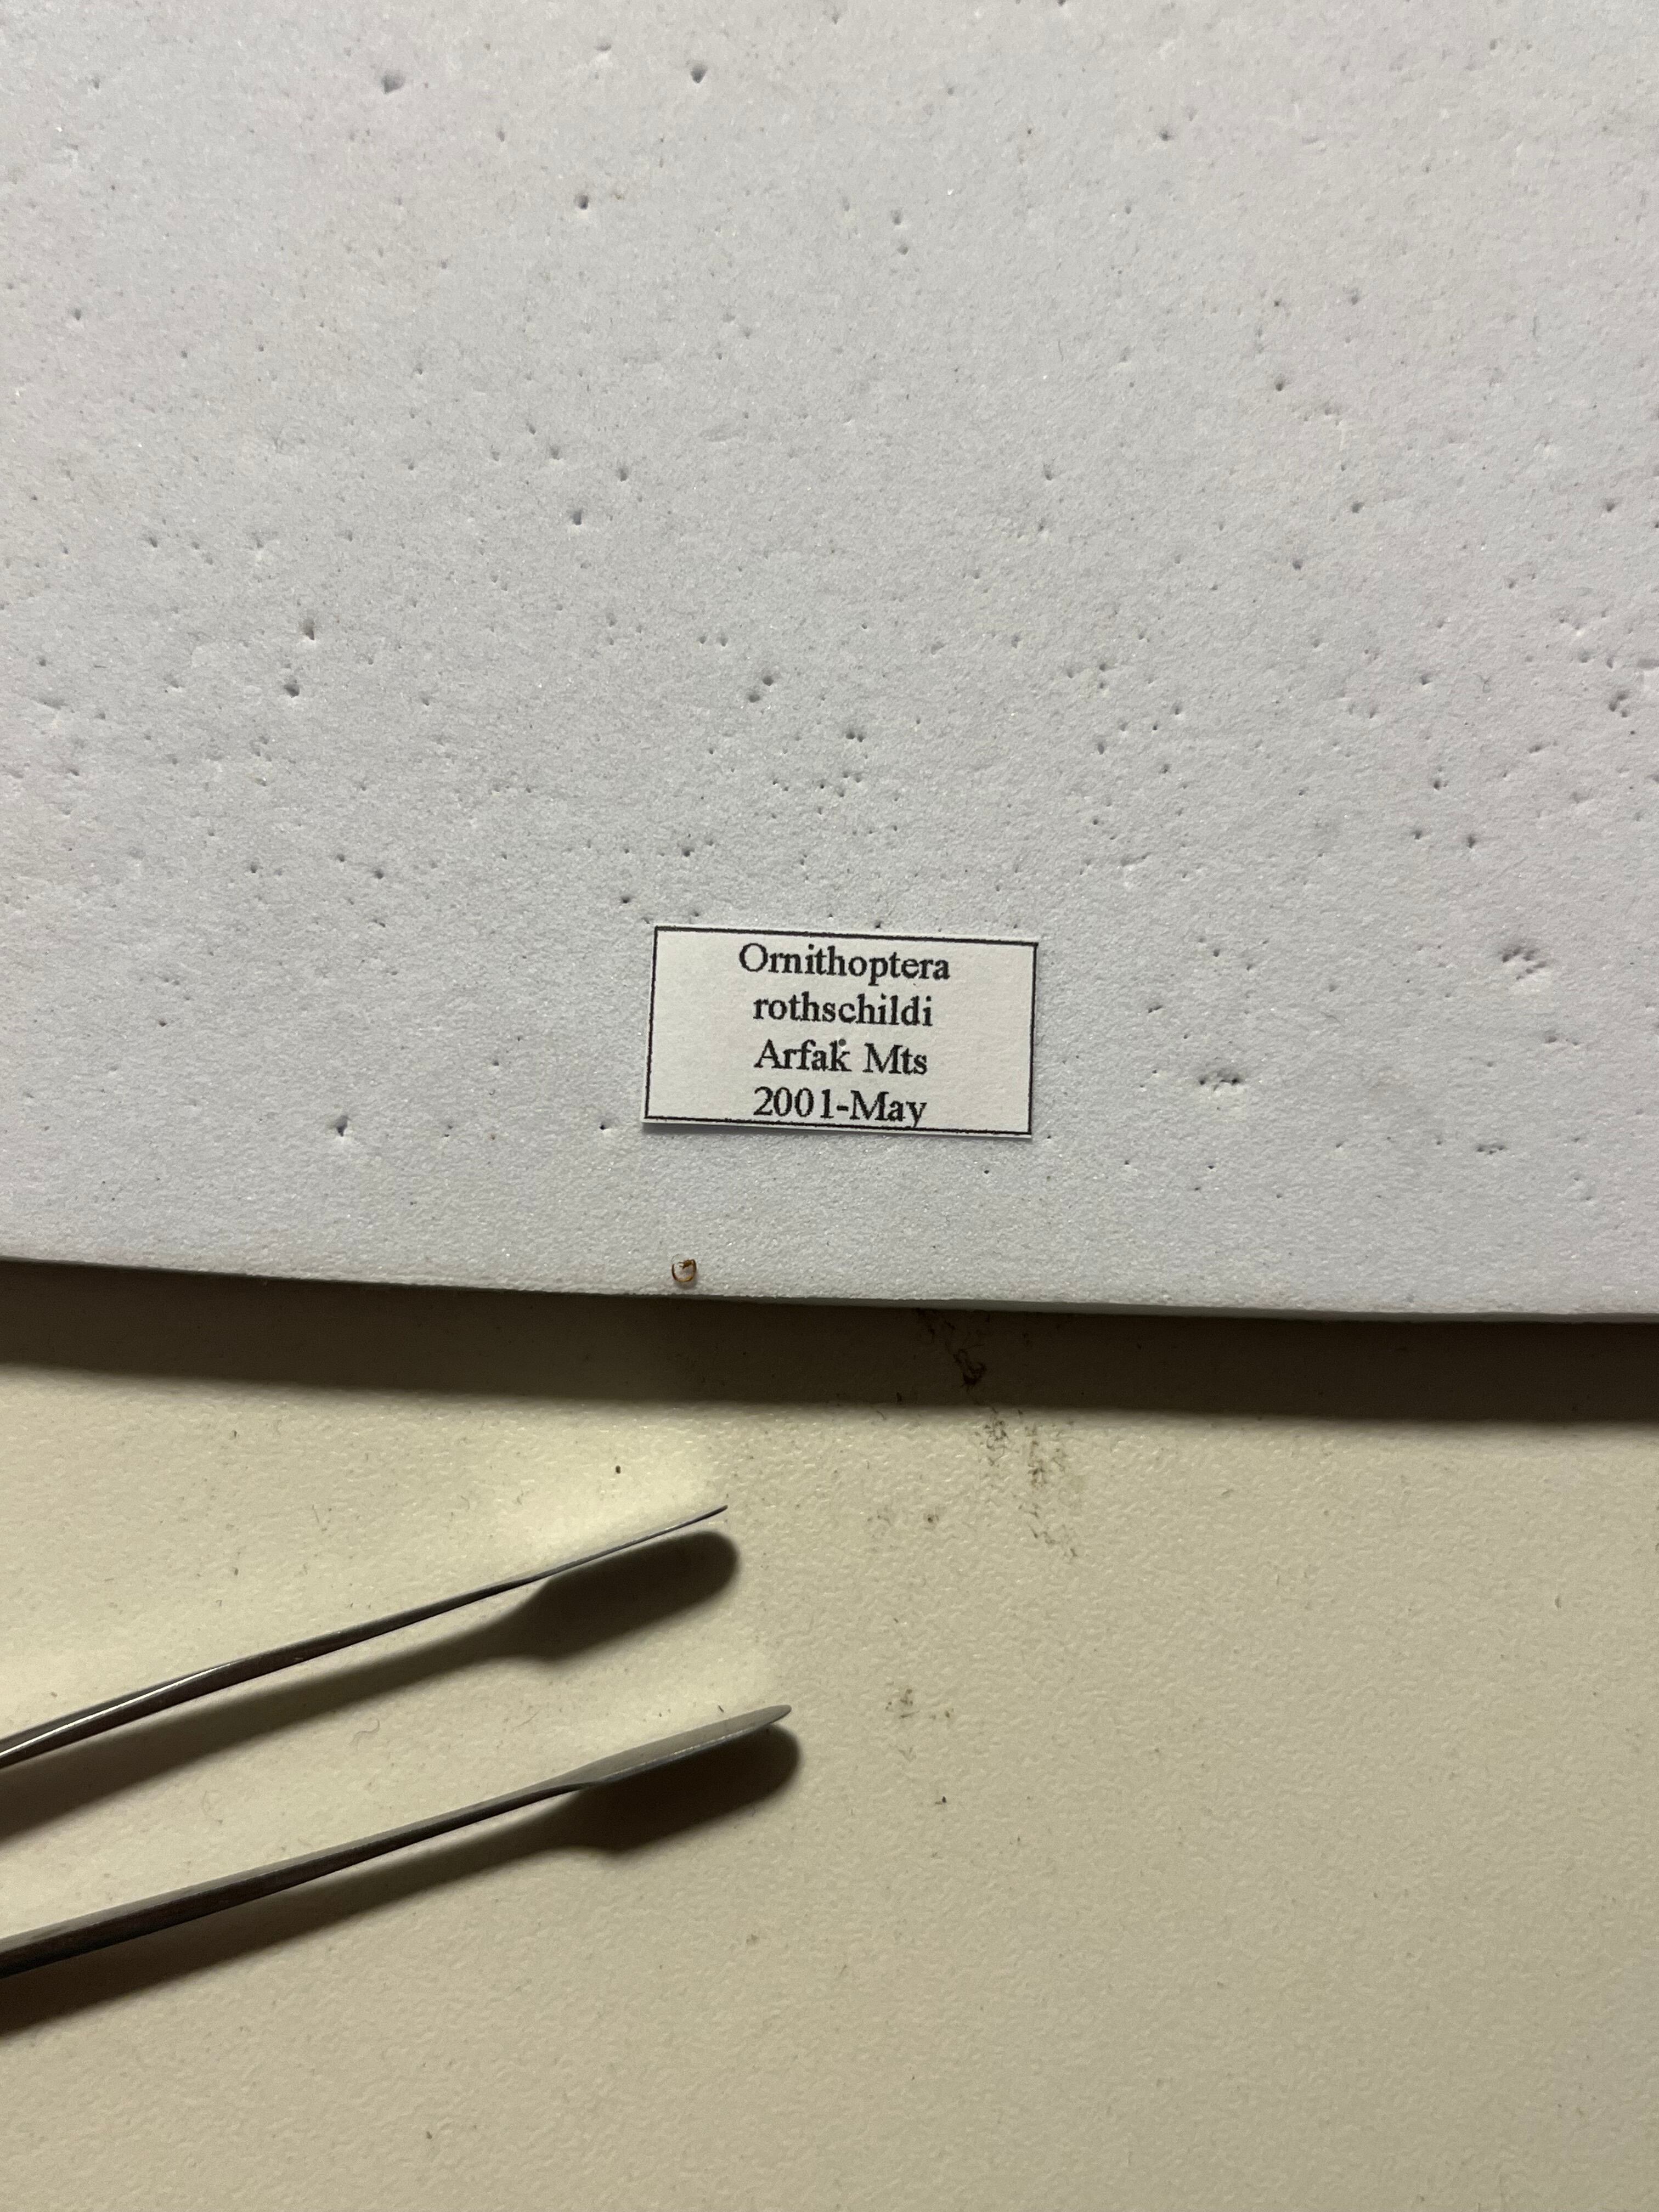 Ornithoptera
rothschildi
Arfak Mts
2001-May